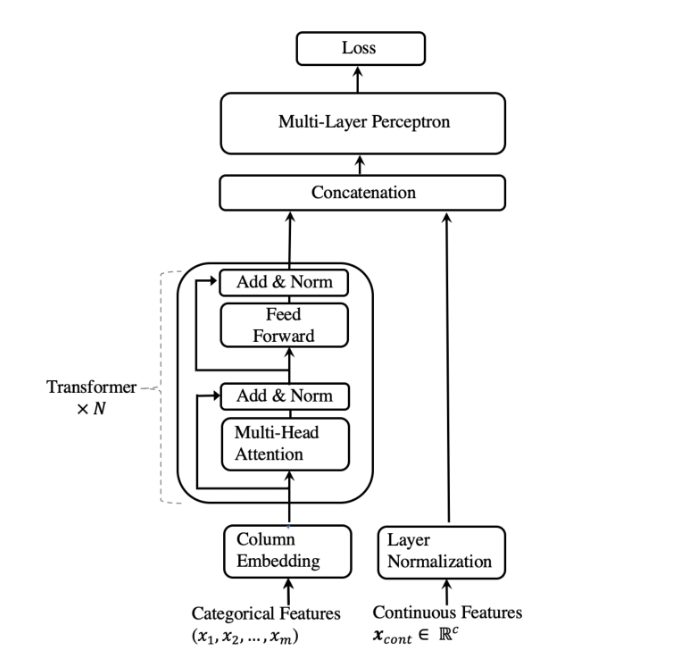 Loss
Multi-Layer Perceptron
Concatenation
Add & Norm
Feed
Forward
Add & Norm
Multi-Head
Attention
Transformer
× N
Column
Embedding
Layer
Normalization
Categorical Features
(x₁, x₂, ..., xₘ)
Continuous Features
x_cont ∈ ℝᶜ